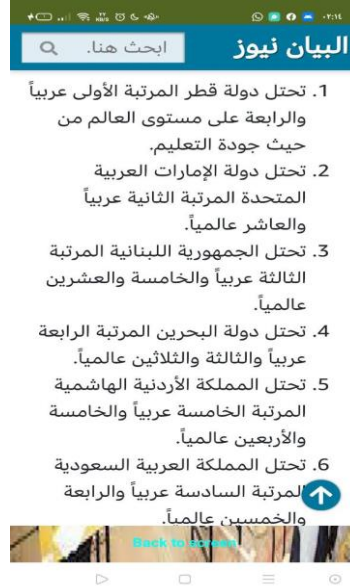 ٠٢:١٤
البيان نيوز
ابحث هنا.
1. تحتل دولة قطر المرتبة الأولى عربياً
والرابعة على مستوى العالم من
حيث جودة التعليم.
2. تحتل دولة الإمارات العربية
المتحدة المرتبة الثانية عربياً
والعاشر عالمياً.
3. تحتل الجمهورية اللبنانية المرتبة
الثالثة عربياً والخامسة والعشرين
عالمياً.
4. تحتل دولة البحرين المرتبة الرابعة
عربياً والثالثة والثلاثين عالمياً.
5. تحتل المملكة الأردنية الهاشمية
المرتبة الخامسة عربياً والخامسة
والأربعين عالمياً.
6. تحتل المملكة العربية السعودية
المرتبة السادسة عربياً والرابعة
والخمسين عالمياً.
Back to screen